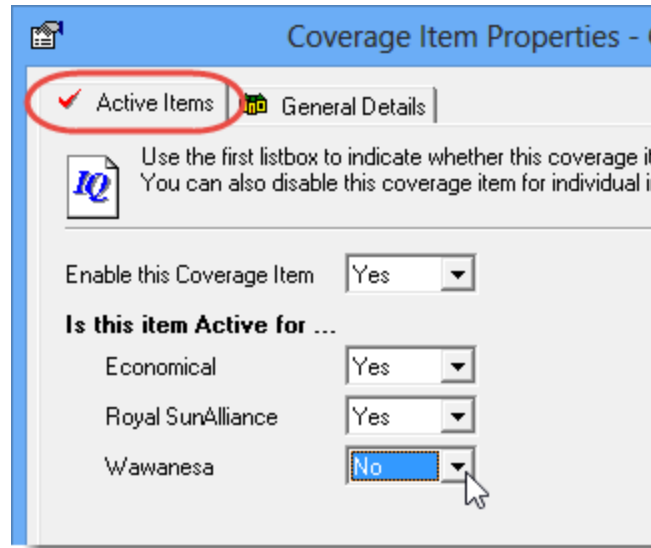 Coverage Item Properties -
Active Items
General Details
IQ
Use the first listbox to indicate whether this coverage
You can also disable this coverage item for individual
Enable this Coverage Item Yes
Is this item Active for ...
Economical Yes
Royal SunAlliance Yes
Wawanesa No